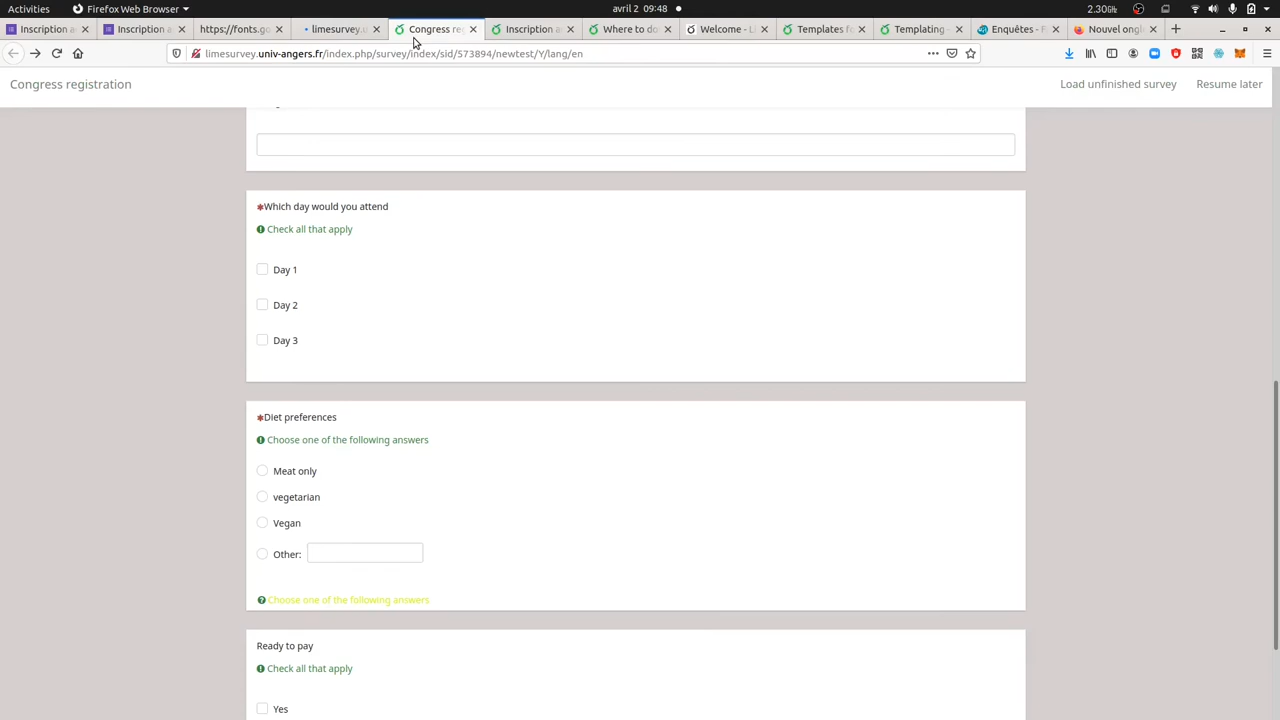 Activities Firefox Web Browser avril 2 09:48 2.30
Inscription a Inscription a https://fonts.go limesurvey.u Congress re Inscription an Where to do Welcome - L Templates fo Templating - Enquêtes - F Nouvel ongl
limesurvey.univ-angers.fr/index.php/survey/index/sid/573894/newtest/Y/lang/en
Congress registration Load unfinished survey Resume later
*Which day would you attend
Check all that apply
Day 1
Day 2
Day 3
*Diet preferences
Choose one of the following answers
Meat only
vegetarian
Vegan
Other:
Choose one of the following answers
Ready to pay
Check all that apply
Yes